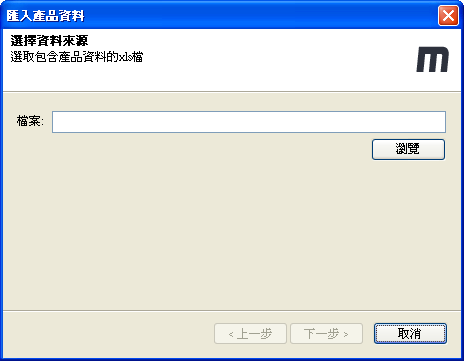 匯入產品資料
選擇資料來源
選取包含產品資料的xls檔
m
檔案:
瀏覽
< 上一步
下一步 >
取消